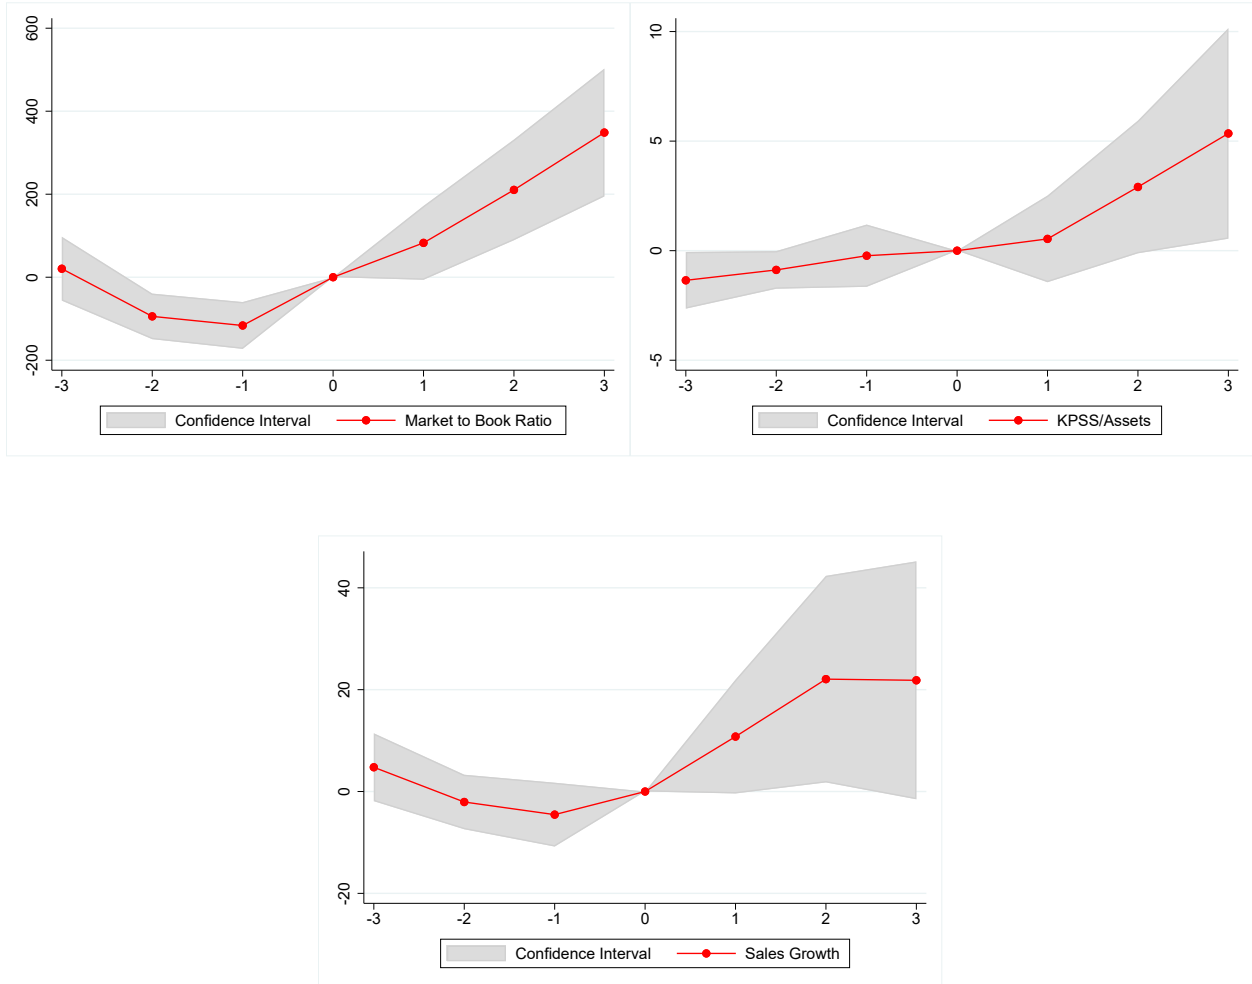 600
400
200
0
-200
-3 -2 -1 0 1 2 3
Confidence Interval Market to Book Ratio
10
5
0
-5
-3 -2 -1 0 1 2 3
Confidence Interval KPSS/Assets
40
20
0
-20
-3 -2 -1 0 1 2 3
Confidence Interval Sales Growth